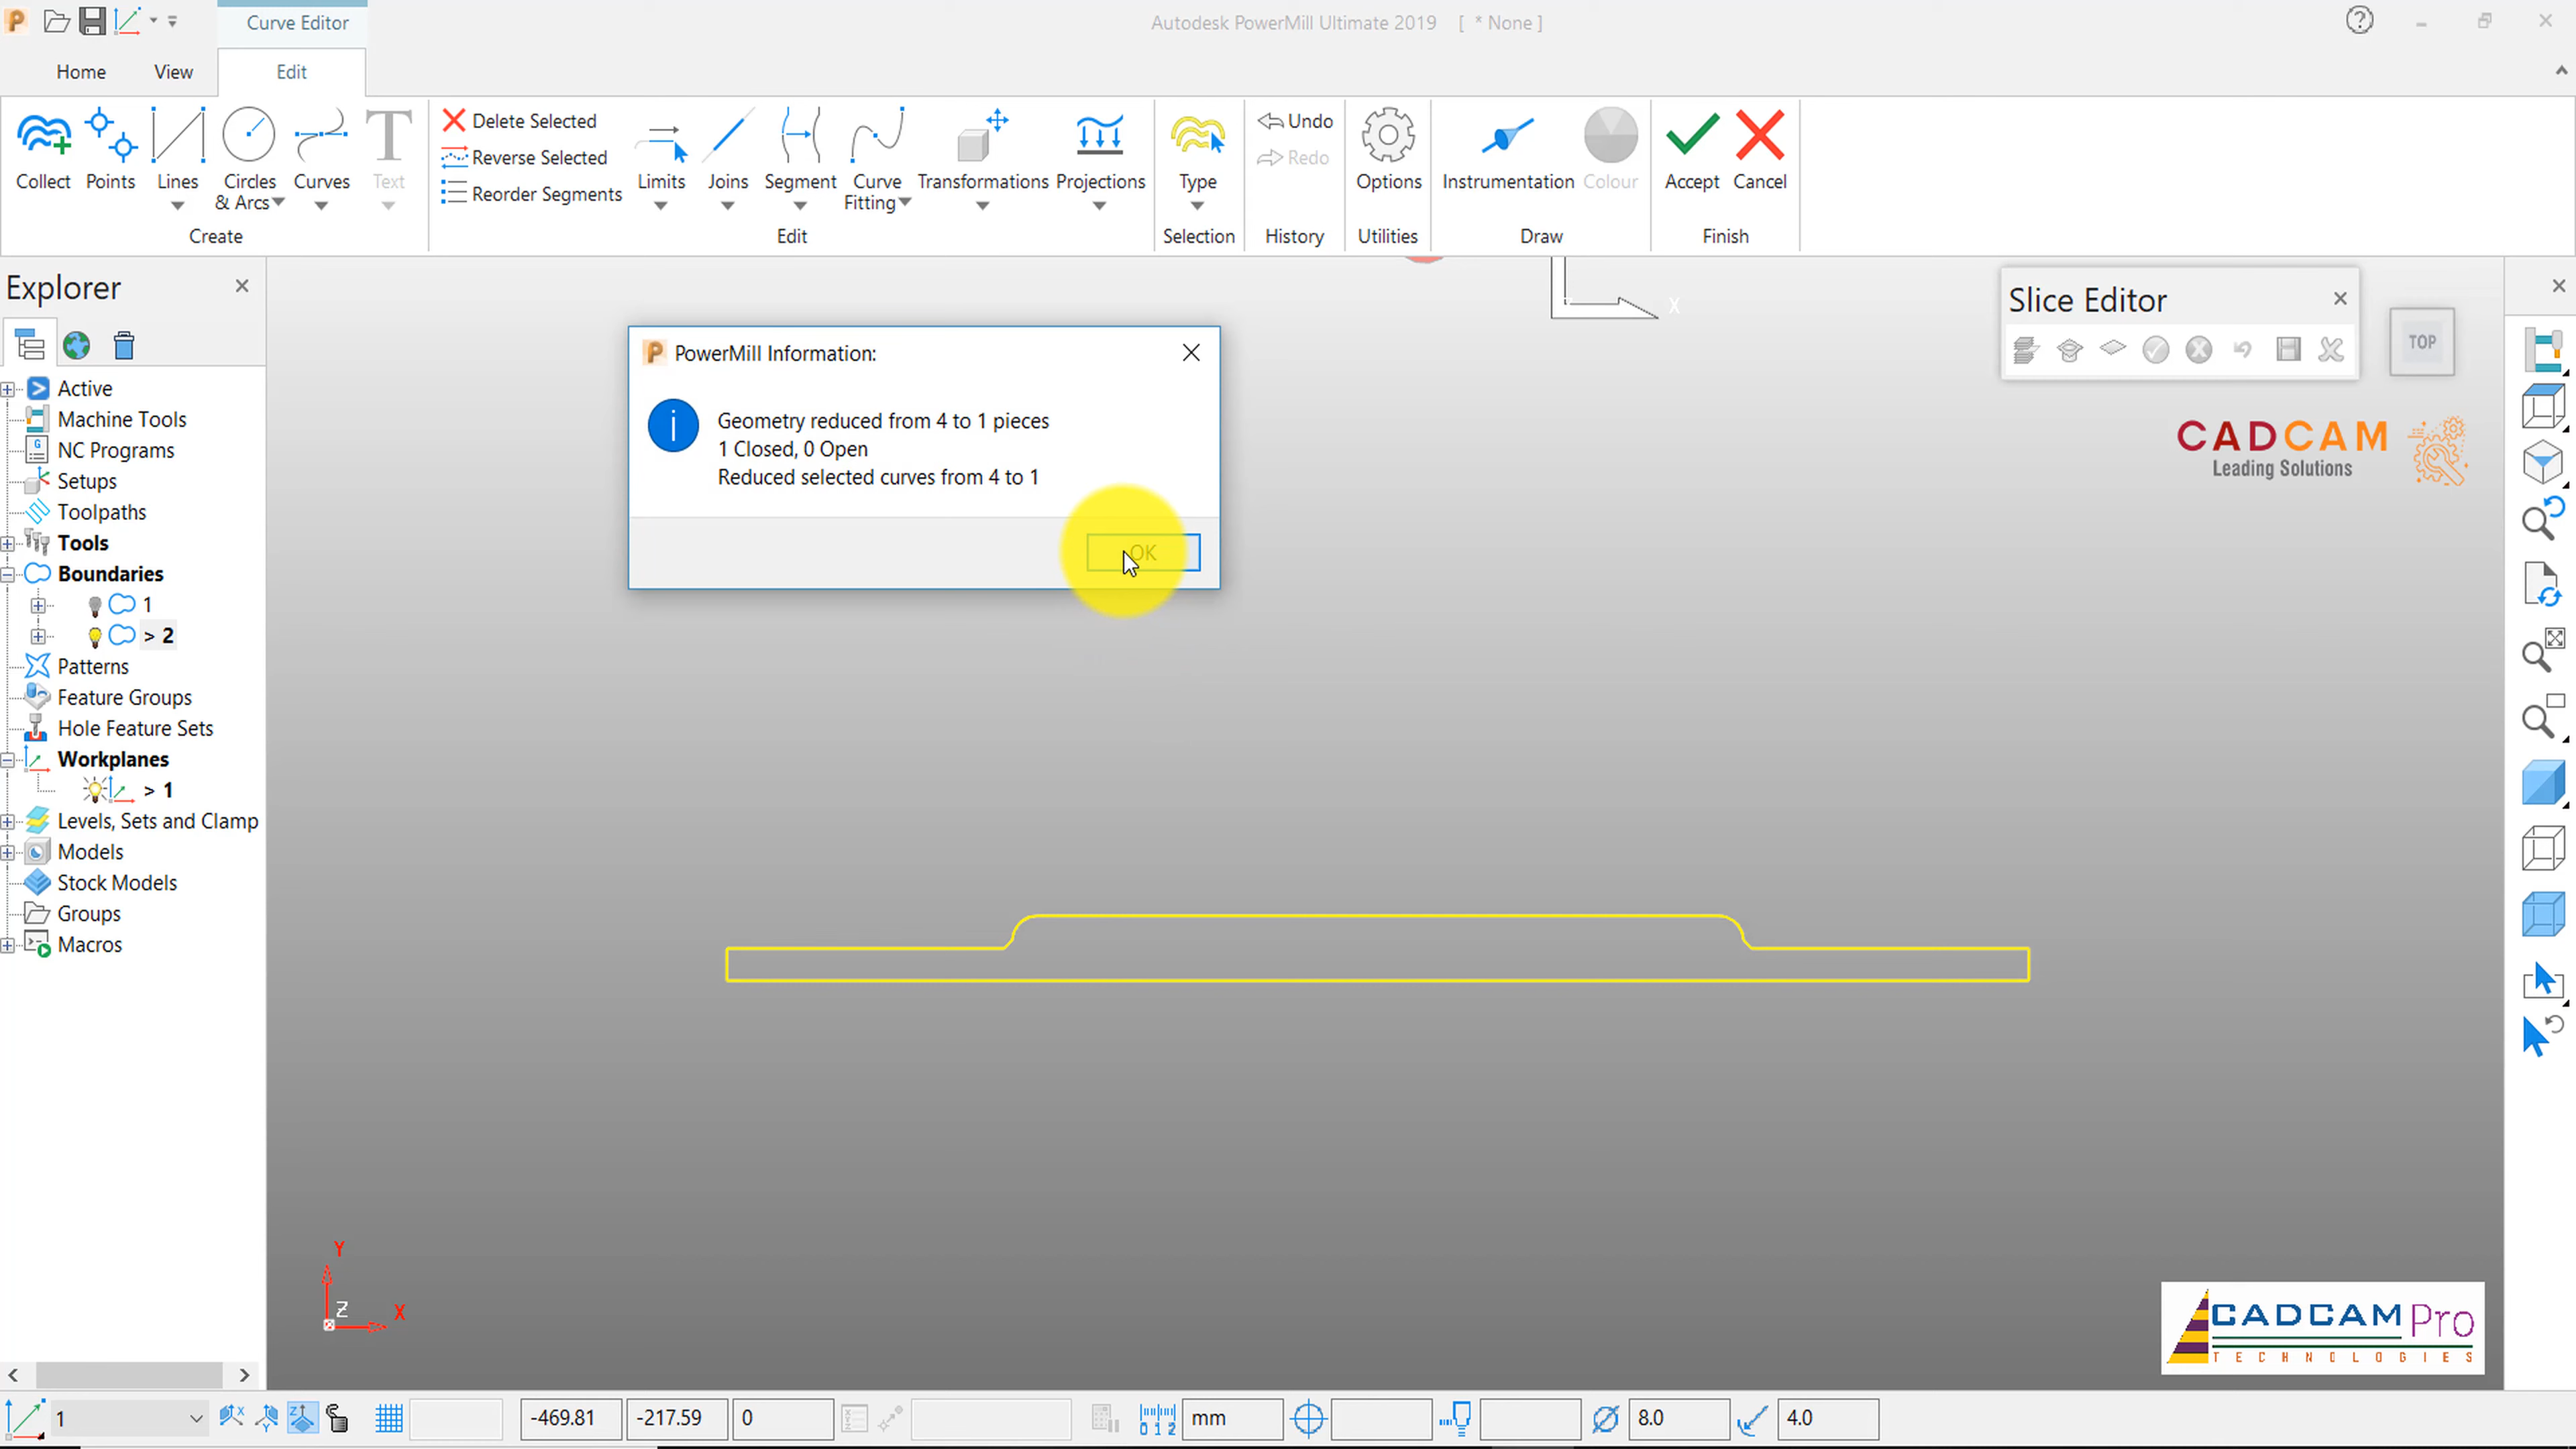 Curve Editor
Autodesk PowerMill Ultimate 2019 [ * None ]
Home View Edit
Collect Points Lines Circles & Arcs Curves Text
Create
Delete Selected
Reverse Selected
Reorder Segments
Limits Joins Segment Curve Fitting Transformations Projections
Edit
Type
Selection
Undo
Redo
History
Options
Utilities
Instrumentation Colour
Draw
Accept Cancel
Finish
Explorer
Active
Machine Tools
NC Programs
Setups
Toolpaths
Tools
Boundaries
1
> 2
Patterns
Feature Groups
Hole Feature Sets
Workplanes
> 1
Levels, Sets and Clamp
Models
Stock Models
Groups
Macros
PowerMill Information:
Geometry reduced from 4 to 1 pieces
1 Closed, 0 Open
Reduced selected curves from 4 to 1
OK
X
Slice Editor
TOP
CADCAM
Leading Solutions
Y
Z
X
CADCAM Pro
TECHNOLOGIES
1 -469.81 -217.59 0 mm 8.0 4.0